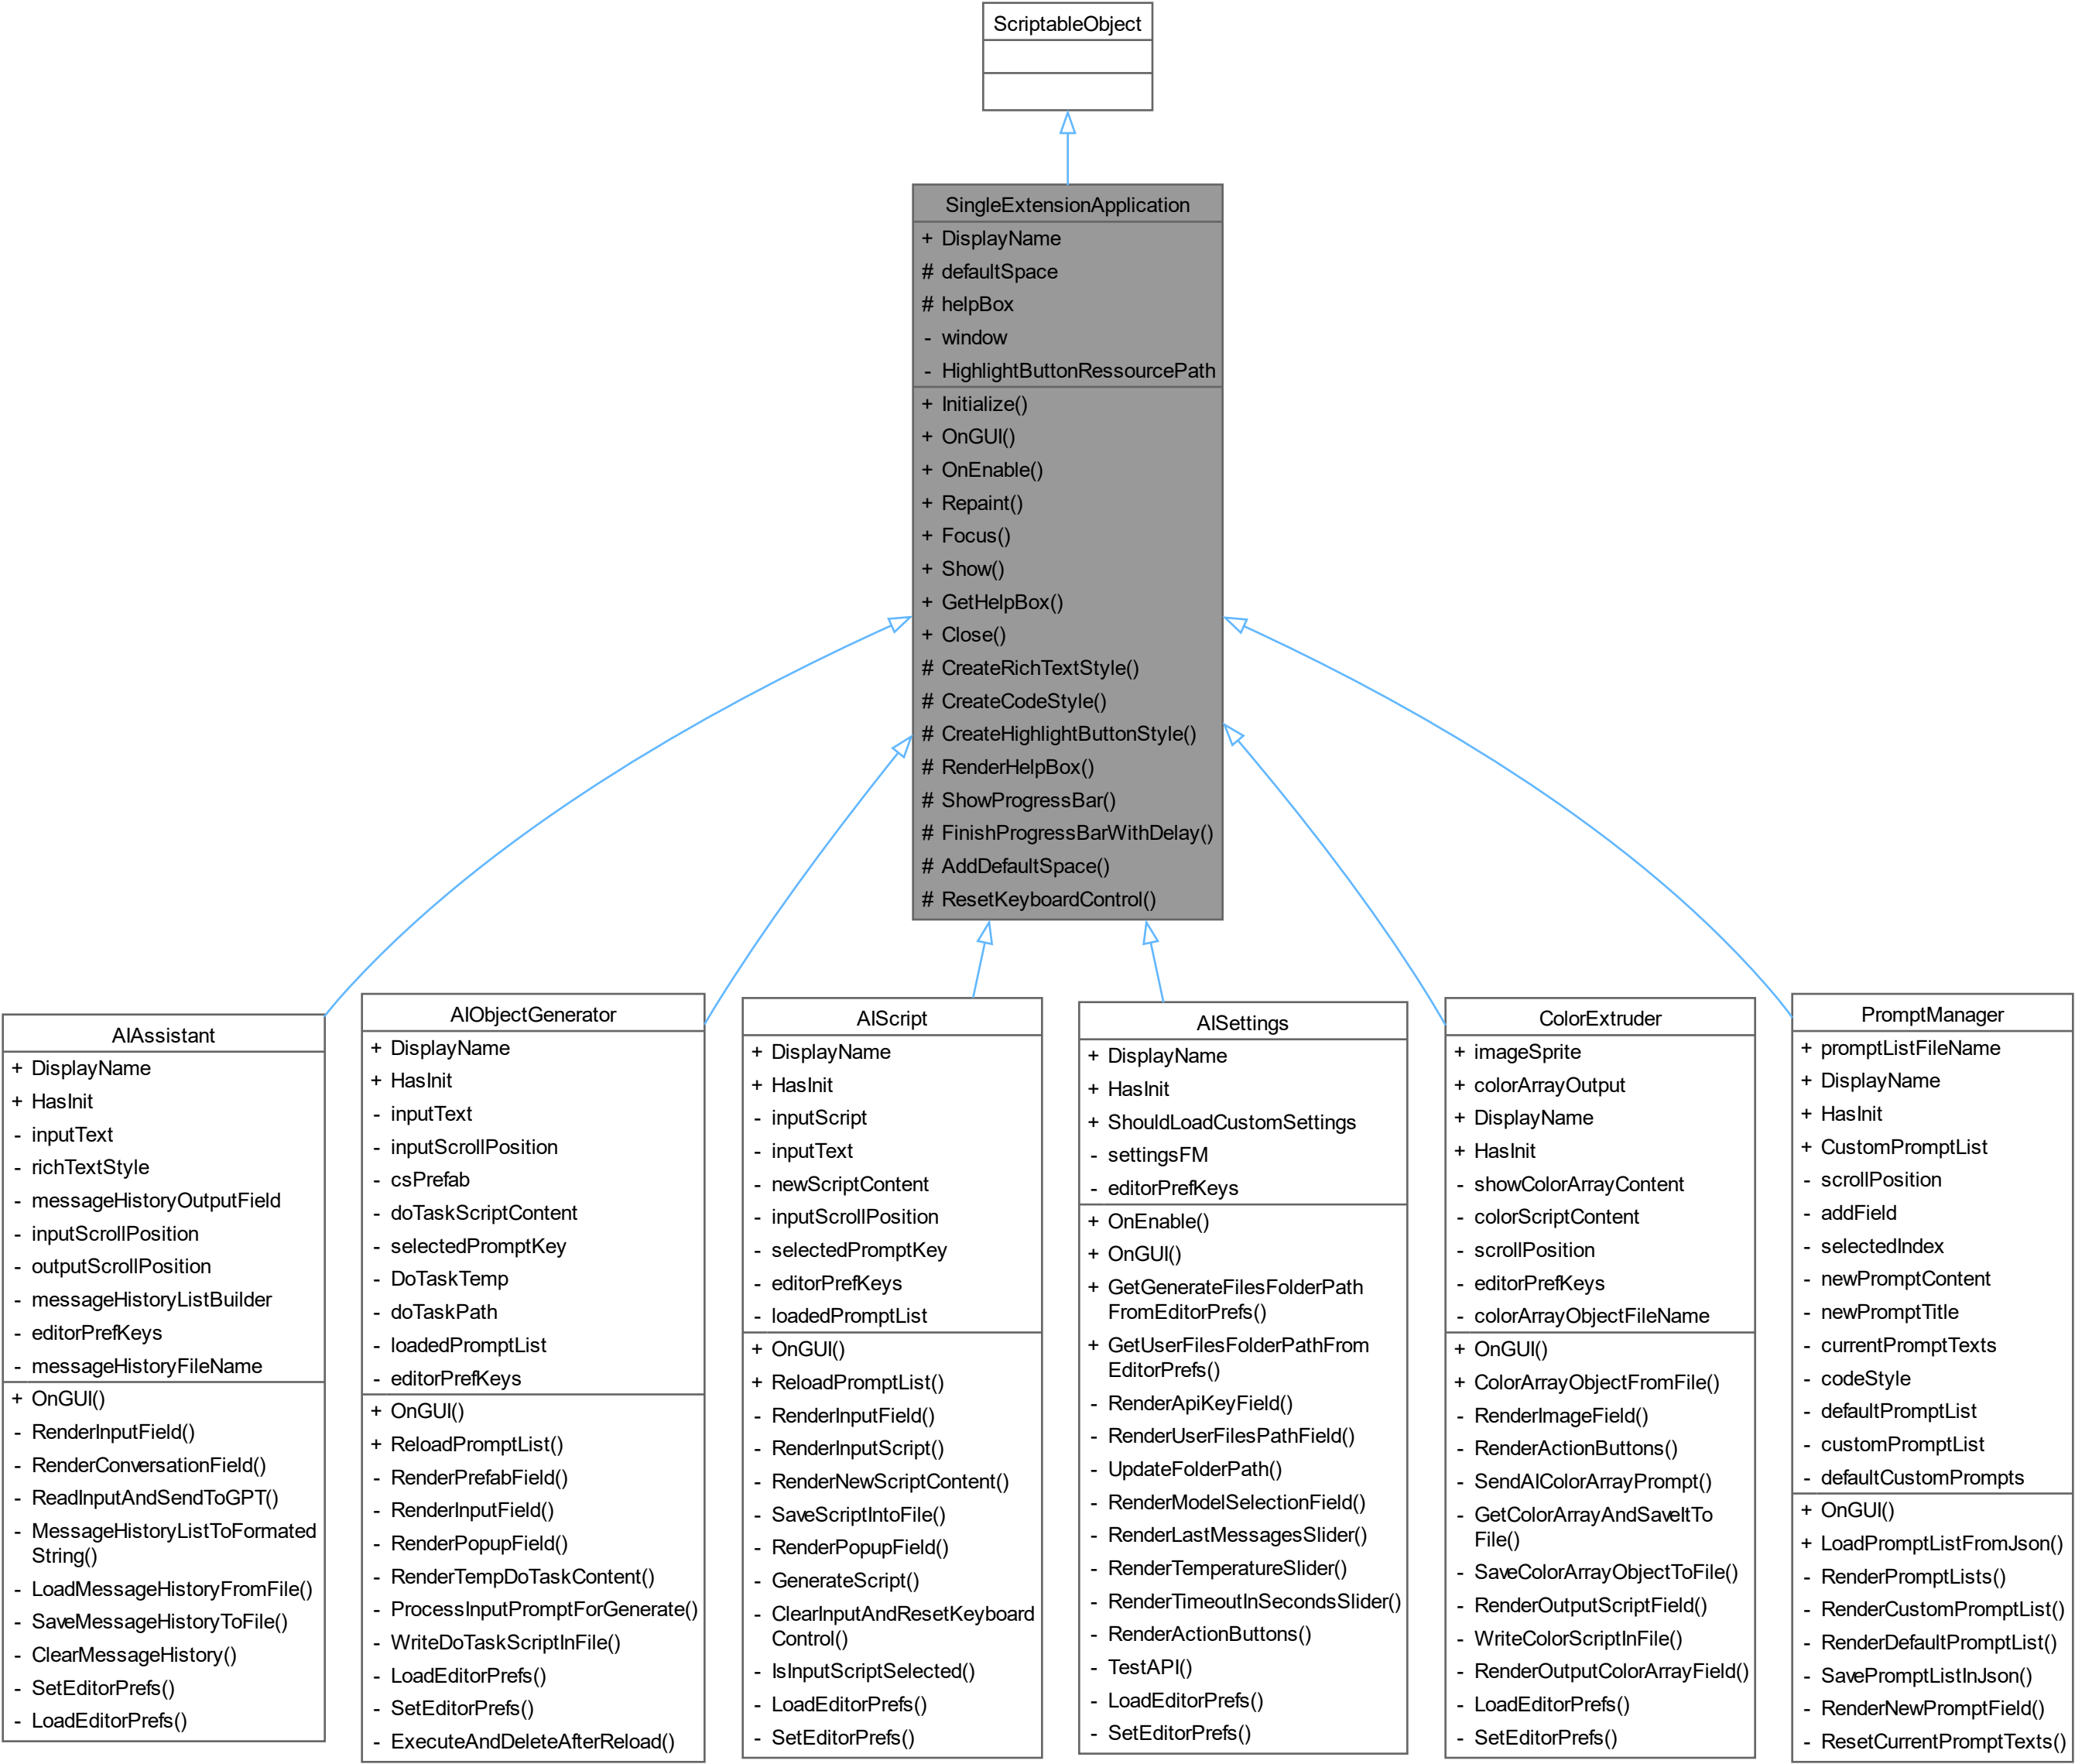 ScriptableObject
SingleExtensionApplication
+ DisplayName
# defaultSpace
# helpBox
- window
- HighlightButtonRessourcePath
+ Initialize()
+ OnGUI()
+ OnEnable()
+ Repaint()
+ Focus()
+ Show()
+ GetHelpBox()
+ Close()
# CreateRichTextStyle()
# CreateCodeStyle()
# CreateHighlightButtonStyle()
# RenderHelpBox()
# ShowProgressBar()
# FinishProgressBarWithDelay()
# AddDefaultSpace()
# ResetKeyboardControl()
AIAssistant
+ DisplayName
+ HasInit
- inputText
- richTextStyle
- messageHistoryOutputField
- inputScrollPosition
- outputScrollPosition
- messageHistoryListBuilder
- editorPrefKeys
- messageHistoryFileName
+ OnGUI()
- RenderInputField()
- RenderConversationField()
- ReadInputAndSendToGPT()
- MessageHistoryListToFormated
String()
- LoadMessageHistoryFromFile()
- SaveMessageHistoryToFile()
- ClearMessageHistory()
- SetEditorPrefs()
- LoadEditorPrefs()
AIObjectGenerator
+ DisplayName
+ HasInit
- inputText
- inputScrollPosition
- csPrefab
- doTaskScriptContent
- selectedPromptKey
- DoTaskTemp
- doTaskPath
- loadedPromptList
- editorPrefKeys
+ OnGUI()
+ ReloadPromptList()
- RenderPrefabField()
- RenderInputField()
- RenderPopupField()
- RenderTempDoTaskContent()
- ProcessInputPromptForGenerate()
- WriteDoTaskScriptInFile()
- LoadEditorPrefs()
- SetEditorPrefs()
- ExecuteAndDeleteAfterReload()
AIScript
+ DisplayName
+ HasInit
- inputScript
- inputText
- newScriptContent
- inputScrollPosition
- selectedPromptKey
- editorPrefKeys
- loadedPromptList
+ OnGUI()
+ ReloadPromptList()
- RenderInputField()
- RenderInputScript()
- RenderNewScriptContent()
- SaveScriptIntoFile()
- RenderPopupField()
- GenerateScript()
- ClearInputAndResetKeyboard
Control()
- IsInputScriptSelected()
- LoadEditorPrefs()
- SetEditorPrefs()
AISettings
+ DisplayName
+ HasInit
+ ShouldLoadCustomSettings
- settingsFM
- editorPrefKeys
+ OnEnable()
+ OnGUI()
+ GetGenerateFilesFolderPath
FromEditorPrefs()
+ GetUserFilesFolderPathFrom
EditorPrefs()
- RenderApiKeyField()
- RenderUserFilesPathField()
- UpdateFolderPath()
- RenderModelSelectionField()
- RenderLastMessagesSlider()
- RenderTemperatureSlider()
- RenderTimeoutInSecondsSlider()
- RenderActionButtons()
- TestAPI()
- LoadEditorPrefs()
- SetEditorPrefs()
ColorExtruder
+ imageSprite
+ colorArrayOutput
+ DisplayName
+ HasInit
- showColorArrayContent
- colorScriptContent
- scrollPosition
- editorPrefKeys
- colorArrayObjectFileName
+ OnGUI()
+ ColorArrayObjectFromFile()
- RenderImageField()
- RenderActionButtons()
- SendAIColorArrayPrompt()
- GetColorArrayAndSaveItTo
File()
- SaveColorArrayObjectToFile()
- RenderOutputScriptField()
- WriteColorScriptInFile()
- RenderOutputColorArrayField()
- LoadEditorPrefs()
- SetEditorPrefs()
PromptManager
+ promptListFileName
+ DisplayName
+ HasInit
+ CustomPromptList
- scrollPosition
- addField
- selectedIndex
- newPromptContent
- newPromptTitle
- currentPromptTexts
- codeStyle
- defaultPromptList
- customPromptList
- defaultCustomPrompts
+ OnGUI()
+ LoadPromptListFromJson()
- RenderPromptLists()
- RenderCustomPromptList()
- RenderDefaultPromptList()
- SavePromptListInJson()
- RenderNewPromptField()
- ResetCurrentPromptTexts()